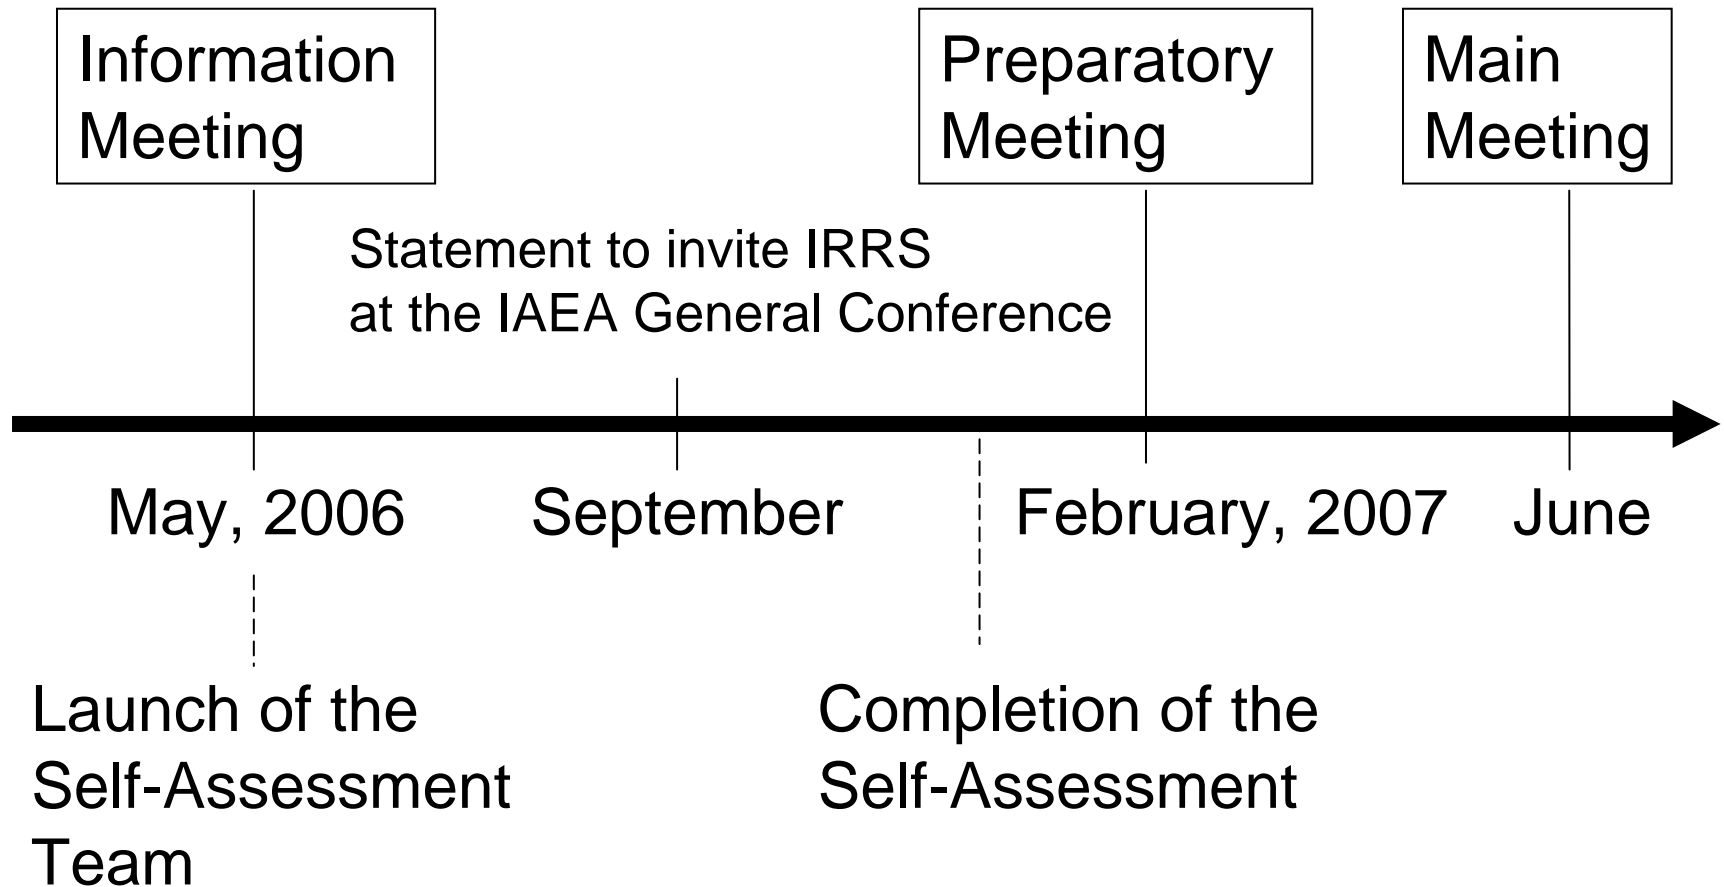 Information
Meeting
Preparatory
Meeting
Main
Meeting
Statement to invite IRRS
at the IAEA General Conference
May, 2006
September
February, 2007
June
Launch of the
Self-Assessment
Team
Completion of the
Self-Assessment